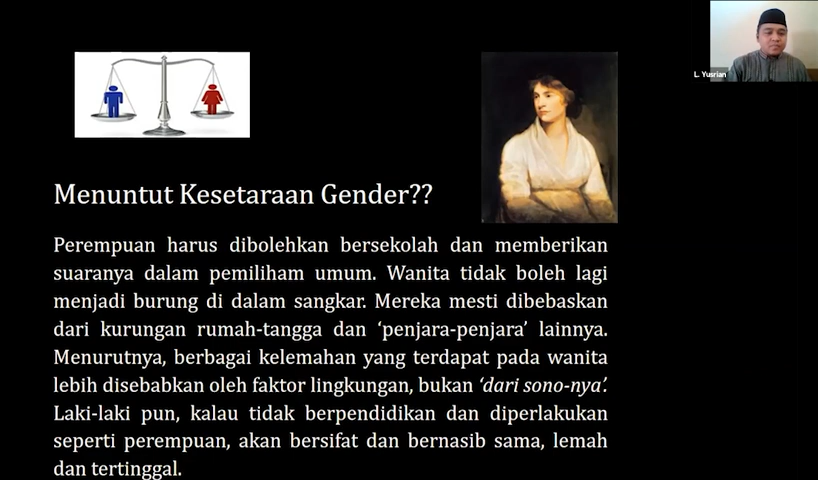 L. Yusrian
Menuntut Kesetaraan Gender??
Perempuan harus dibolehkan bersekolah dan memberikan
suaranya dalam pemiliham umum. Wanita tidak boleh lagi
menjadi burung di dalam sangkar. Mereka mesti dibebaskan
dari kurungan rumah-tangga dan ‘penjara-penjara’ lainnya.
Menurutnya, berbagai kelemahan yang terdapat pada wanita
lebih disebabkan oleh faktor lingkungan, bukan ‘dari sono-nya’.
Laki-laki pun, kalau tidak berpendidikan dan diperlakukan
seperti perempuan, akan bersifat dan bernasib sama, lemah
dan tertinggal.